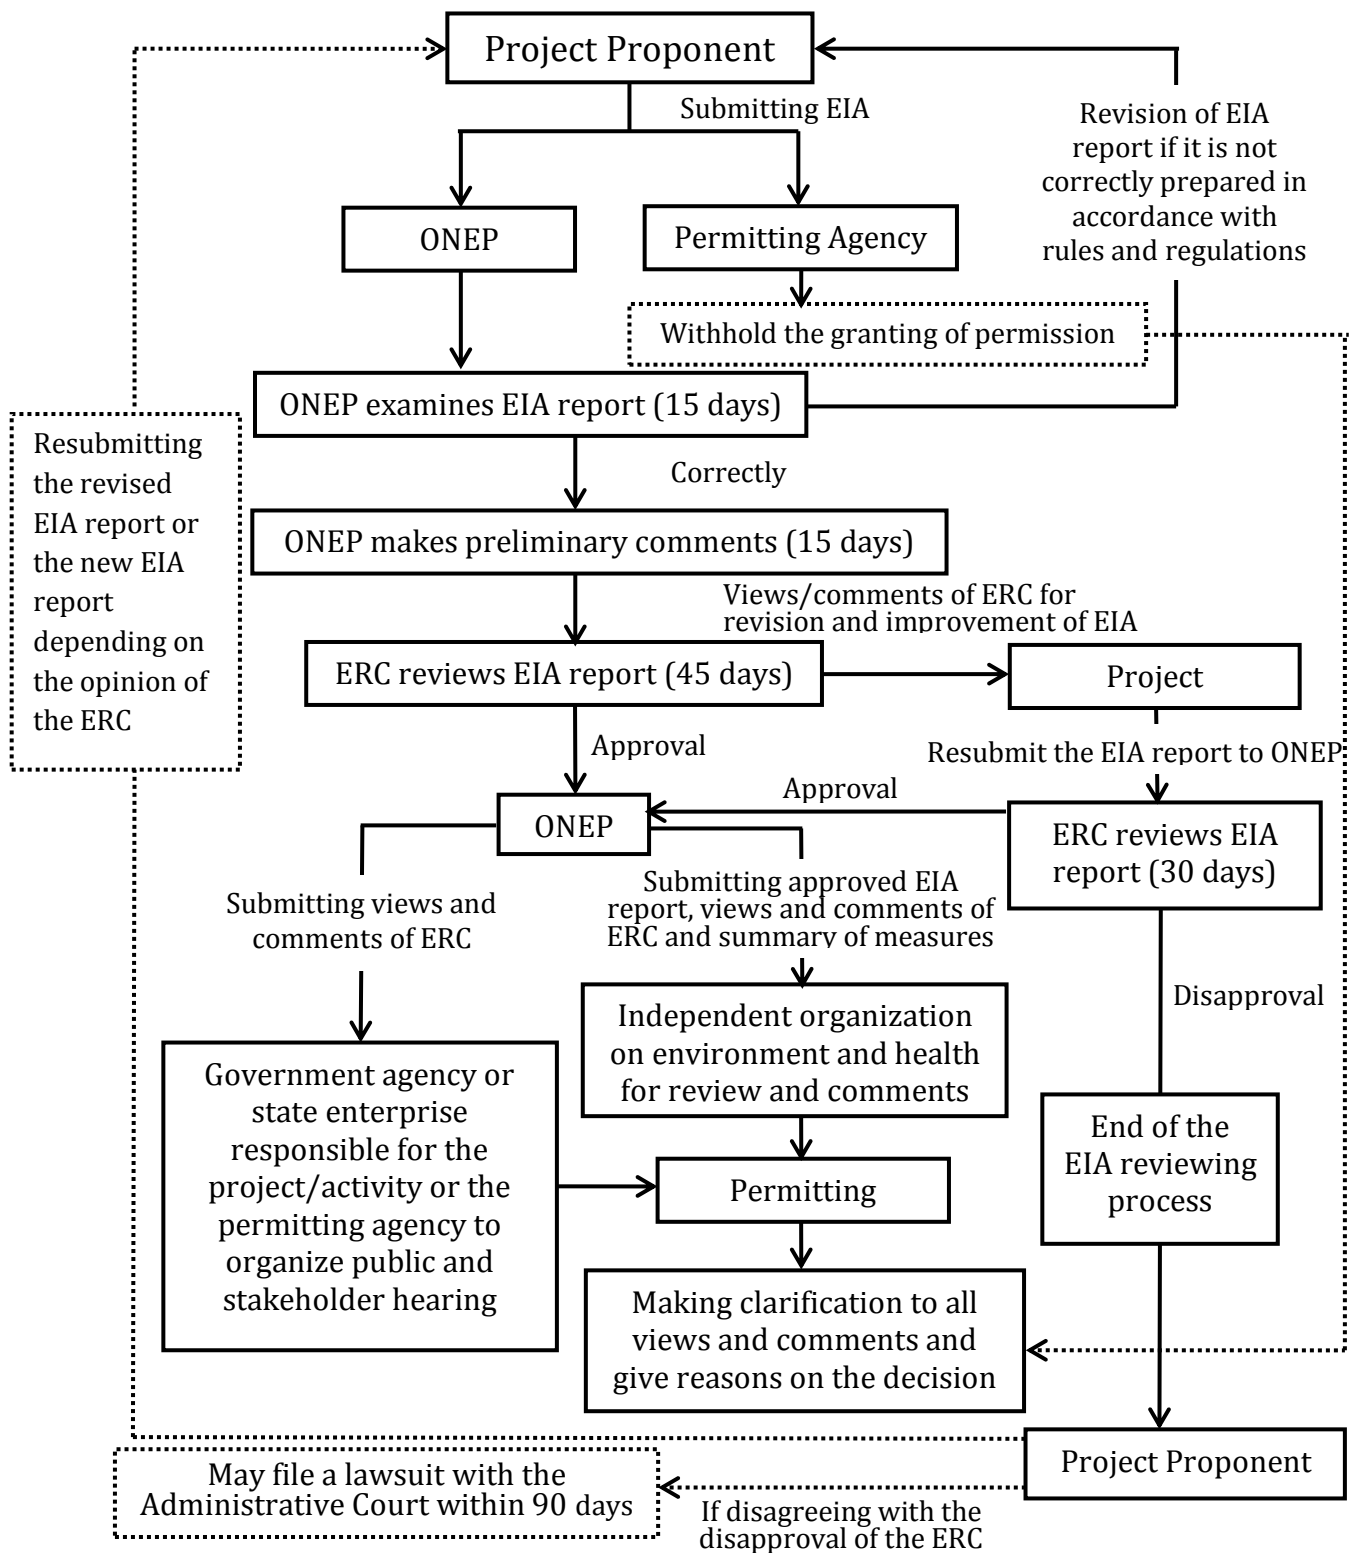 Project Proponent
Submitting EIA
Revision of EIA
report if it is not
correctly prepared in
accordance with
rules and regulations
ONEP
Permitting Agency
Withhold the granting of permission
ONEP examines EIA report (15 days)
Resubmitting
the revised
EIA report or
the new EIA
report
depending on
the opinion of
the ERC
Correctly
ONEP makes preliminary comments (15 days)
Views/comments of ERC for
revision and improvement of EIA
ERC reviews EIA report (45 days)
Project
Approval
Resubmit the EIA report to ONEP
Approval
ONEP
ERC reviews EIA
report (30 days)
Submitting views and
comments of ERC
Submitting approved EIA
report, views and comments of
ERC and summary of measures
Disapproval
Independent organization
on environment and health
for review and comments
Government agency or
state enterprise
responsible for the
project/activity or the
permitting agency to
organize public and
stakeholder hearing
End of the
EIA reviewing
process
Permitting
Making clarification to all
views and comments and
give reasons on the decision
Project Proponent
May file a lawsuit with the
Administrative Court within 90 days
If disagreeing with the
disapproval of the ERC